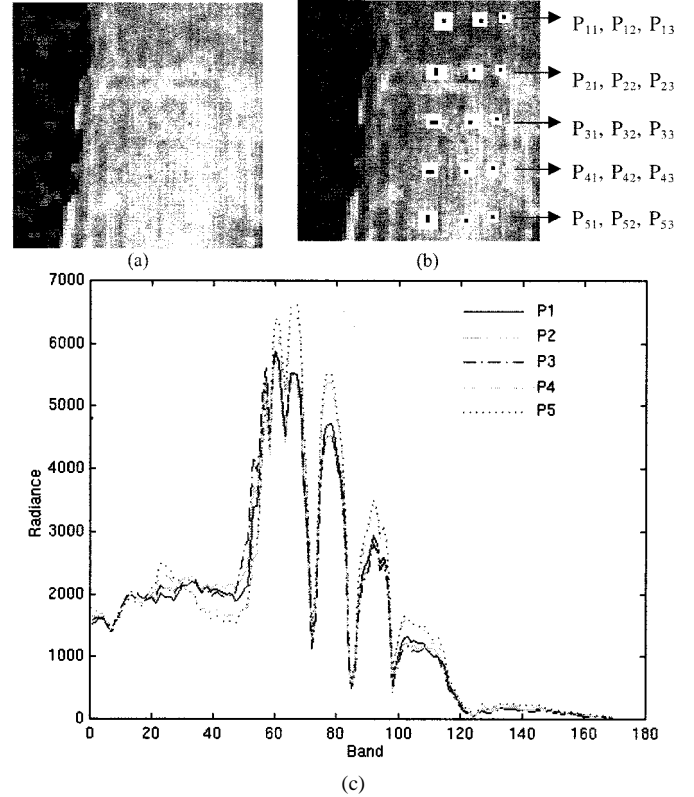 P11, P12, P13
P21, P22, P23
P31, P32, P33
P41, P42, P43
P51, P52, P53
(a)
(b)
7000
6000
5000
4000
3000
2000
1000
0
Radiance
P1
P2
P3
P4
P5
0 20 40 60 80 100 120 140 160 180
Band
(c)